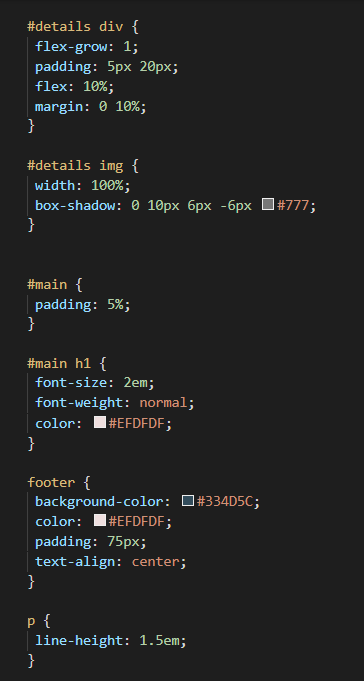 #details div {
flex-grow: 1;
padding: 5px 20px;
flex: 10%;
margin: 0 10%;
}
#details img {
width: 100%;
box-shadow: 0 10px 6px -6px #777;
}
#main {
padding: 5%;
}
#main h1 {
font-size: 2em;
font-weight: normal;
color: #EFDFDF;
}
footer {
background-color: #334D5C;
color: #EFDFDF;
padding: 75px;
text-align: center;
}
p {
line-height: 1.5em;
}